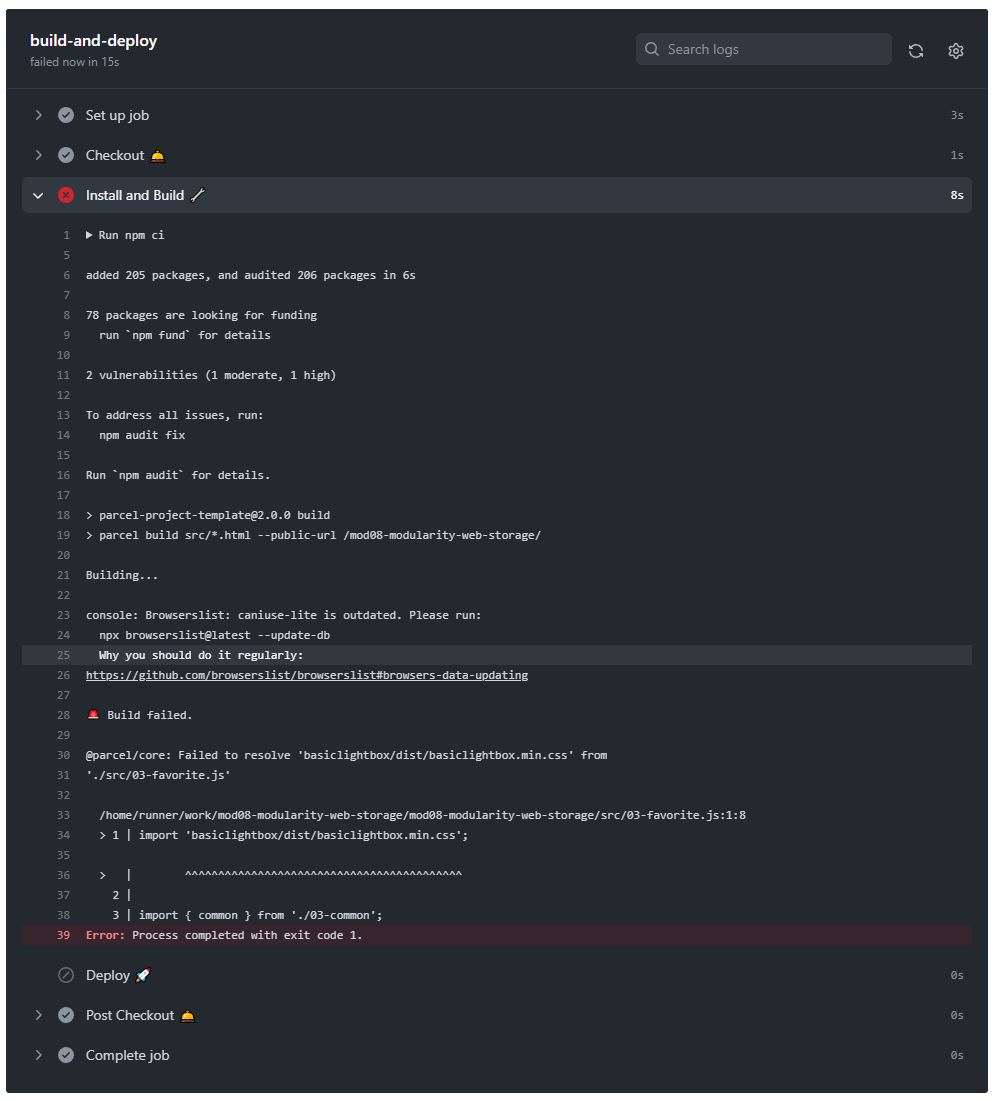 build-and-deploy
failed now in 15s
Search logs
Set up job 3s
Checkout 🛎️ 1s
Install and Build 🔧 8s
1 ▶ Run npm ci
5
6 added 205 packages, and audited 206 packages in 6s
7
8 78 packages are looking for funding
9 run `npm fund` for details
10
11 2 vulnerabilities (1 moderate, 1 high)
12
13 To address all issues, run:
14 npm audit fix
15
16 Run `npm audit` for details.
17
18 > parcel-project-template@2.0.0 build
19 > parcel build src/*.html --public-url /mod08-modularity-web-storage/
20
21 Building...
22
23 console: Browserslist: caniuse-lite is outdated. Please run:
24 npx browserslist@latest --update-db
25 Why you should do it regularly:
26 https://github.com/browserslist/browserslist#browsers-data-updating
27
28 🚨 Build failed.
29
30 @parcel/core: Failed to resolve 'basiclightbox/dist/basiclightbox.min.css' from
31 './src/03-favorite.js'
32
33 /home/runner/work/mod08-modularity-web-storage/mod08-modularity-web-storage/src/03-favorite.js:1:8
34 > 1 | import 'basiclightbox/dist/basiclightbox.min.css';
35
36 > | ^^^^^^^^^^^^^^^^^^^^^^^^^^^^^^^^^^^^^^^^^^
37 2 |
38 3 | import { common } from './03-common';
39 Error: Process completed with exit code 1.
Deploy 🚀 0s
Post Checkout 🛎️ 0s
Complete job 0s